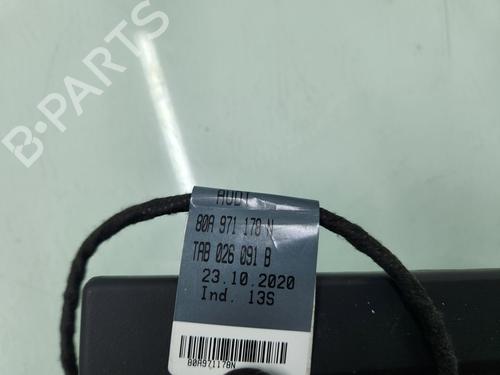 B-PARTS
AUDI
80A 971 178 N
TAB 026 091 B
23.10.2020
Ind. 13S
80A971178N